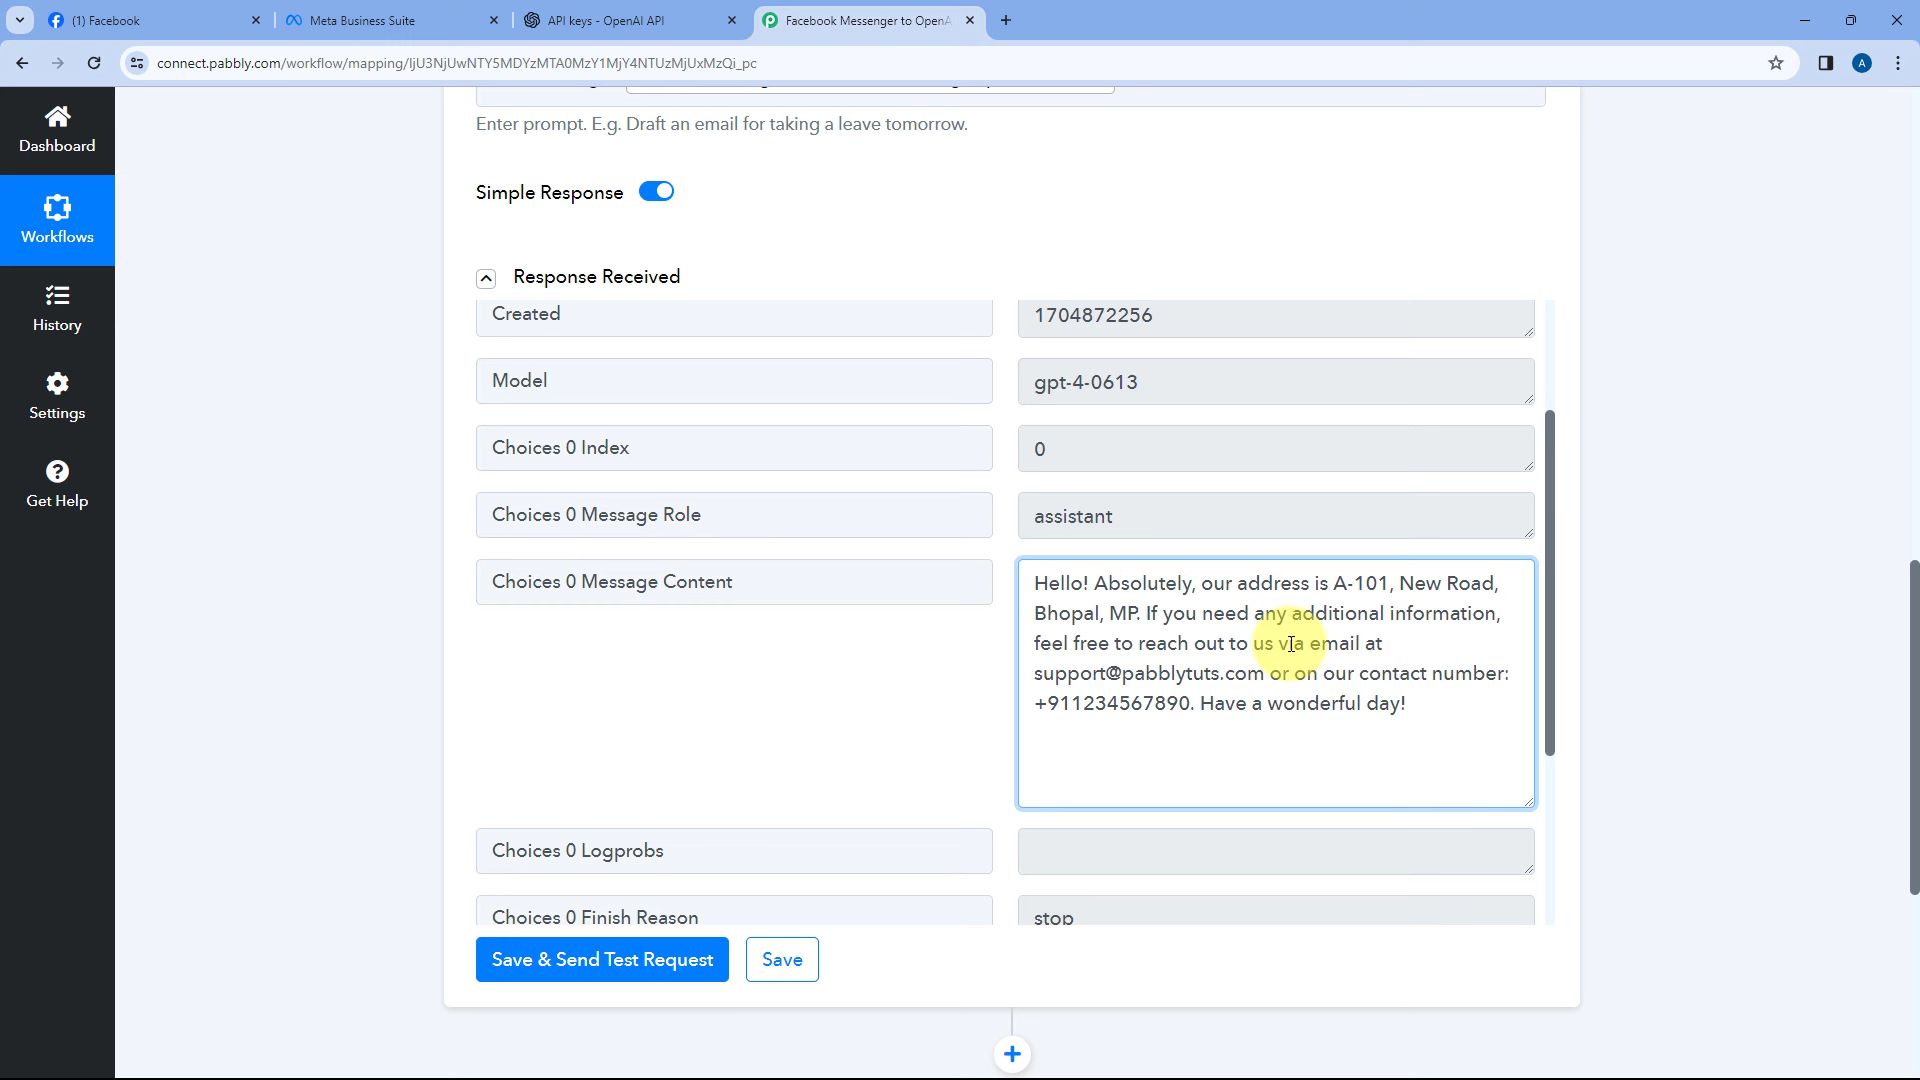 (1) Facebook
Meta Business Suite
API keys - OpenAI API
Facebook Messenger to OpenA
connect.pabbly.com/workflow/mapping/IjU3NjUwNTY5MDYzMTA0MzY1MjY4NTUzMjUxMzQi_pc
A
Dashboard
Workflows
History
Settings
Get Help
Enter prompt. E.g. Draft an email for taking a leave tomorrow.
Simple Response
Response Received
Created
1704872256
Model
gpt-4-0613
Choices 0 Index
0
Choices 0 Message Role
assistant
Choices 0 Message Content
Hello! Absolutely, our address is A-101, New Road,
Bhopal, MP. If you need any additional information,
feel free to reach out to us via email at
support@pabblytuts.com or on our contact number:
+911234567890. Have a wonderful day!
Choices 0 Logprobs
Choices 0 Finish Reason
stop
Save & Send Test Request
Save